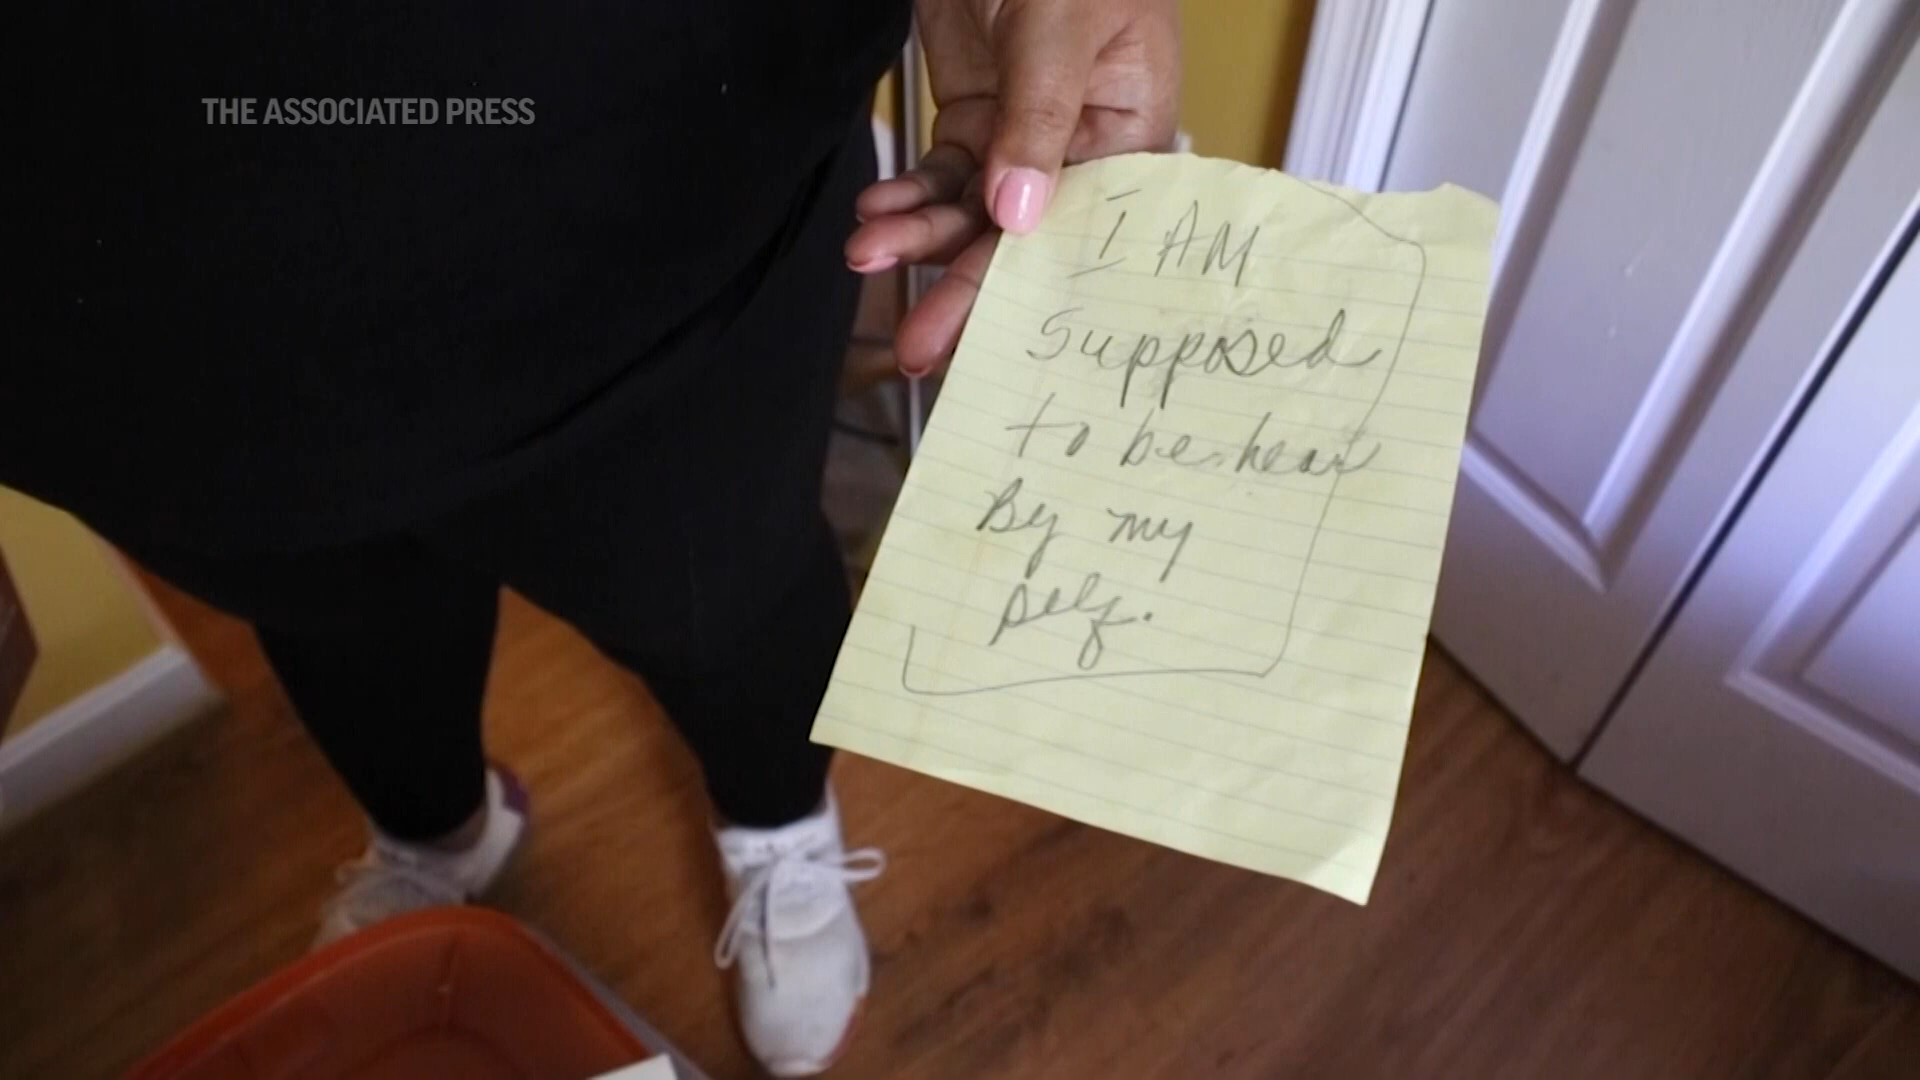 THE ASSOCIATED PRESS
I AM
Supposed
to be hear
By my
self.